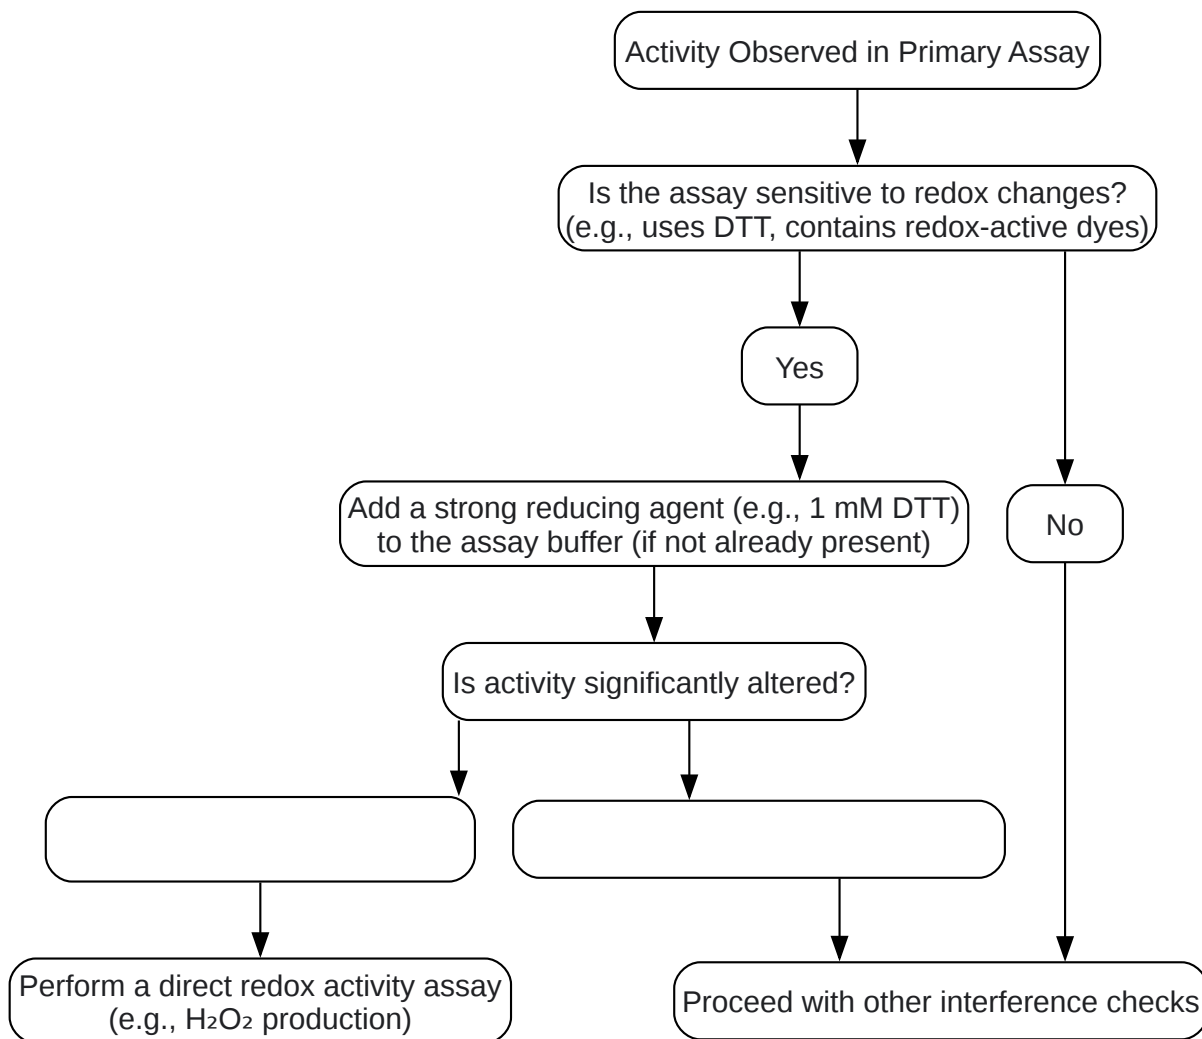 Activity Observed in Primary Assay
Is the assay sensitive to redox changes?
(e.g., uses DTT, contains redox-active dyes)
Yes
Add a strong reducing agent (e.g., 1 mM DTT)
to the assay buffer (if not already present)
No
Is activity significantly altered?
Perform a direct redox activity assay
(e.g., H₂O₂ production)
Proceed with other interference checks